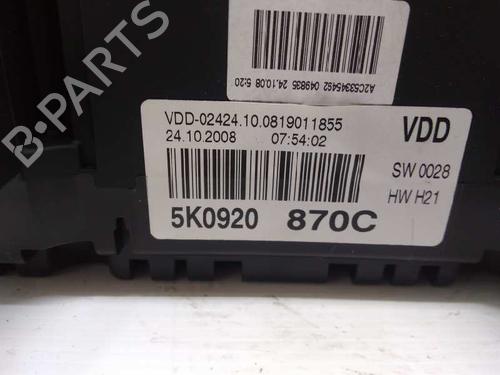 A2C53345452 049835 24.10.08 5:20
VDD-02424.10.0819011855
24.10.2008 07:54:02
VDD
SW 0028
HW H21
5K0920 870C
B-PARTS